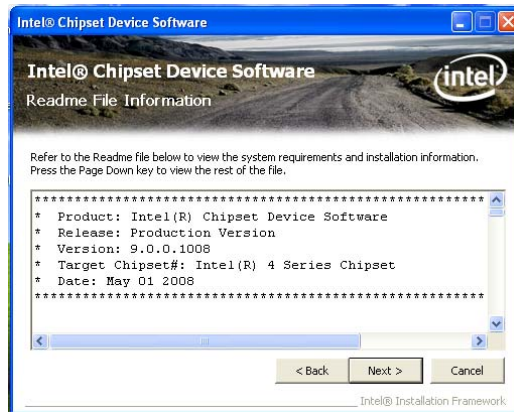 Intel® Chipset Device Software
Intel® Chipset Device Software
Readme File Information
intel
Refer to the Readme file below to view the system requirements and installation information.
Press the Page Down key to view the rest of the file.
************************************************************
* Product: Intel(R) Chipset Device Software
* Release: Production Version
* Version: 9.0.0.1008
* Target Chipset#: Intel(R) 4 Series Chipset
* Date: May 01 2008
************************************************************
< Back
Next >
Cancel
Intel® Installation Framework